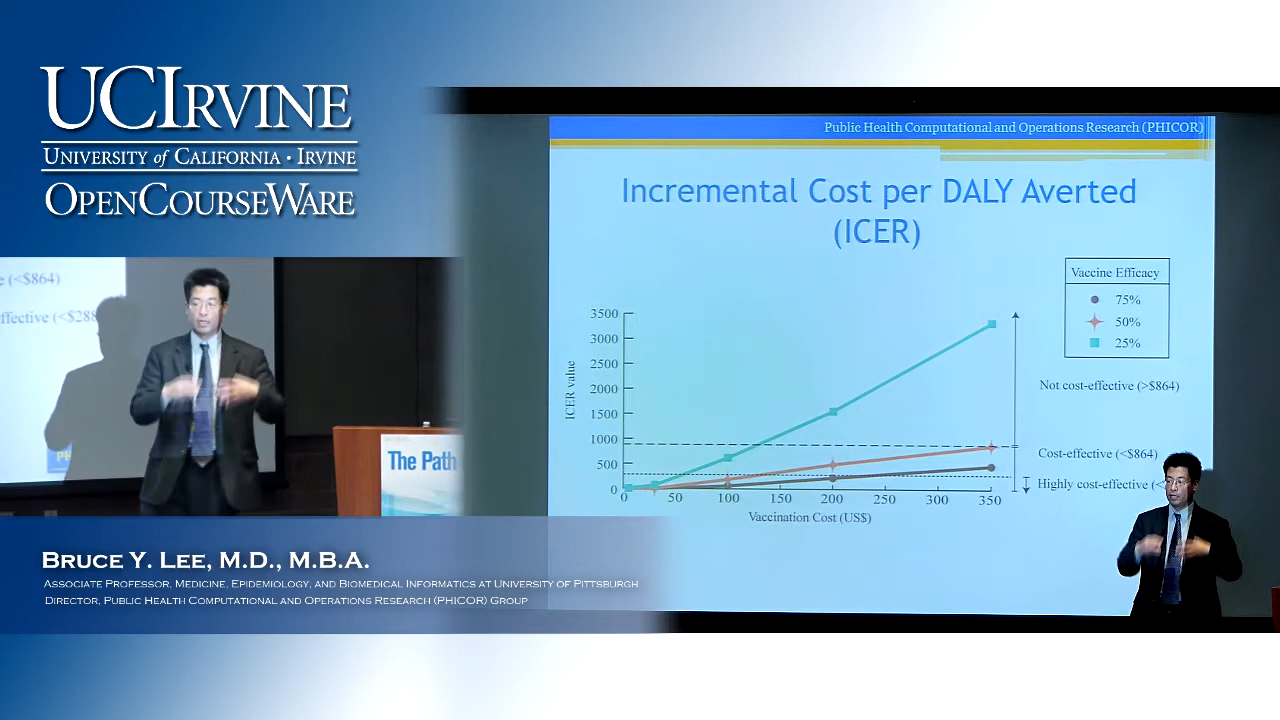 UCIRVINE
UNIVERSITY of CALIFORNIA · IRVINE
OPENCOURSEWARE
(<$864)
ffective (<$288
The Path
BRUCE Y. LEE, M.D., M.B.A.
ASSOCIATE PROFESSOR, MEDICINE, EPIDEMIOLOGY, AND BIOMEDICAL INFORMATICS AT UNIVERSITY OF PITTSBURGH
DIRECTOR, PUBLIC HEALTH COMPUTATIONAL AND OPERATIONS RESEARCH (PHICOR) GROUP
Public Health Computational and Operations Research (PHICOR)
Incremental Cost per DALY Averted
(ICER)
Vaccine Efficacy
75%
50%
25%
ICER value
3500
3000
2500
2000
1500
1000
500
0
0 50 100 150 200 250 300 350
Vaccination Cost (US$)
Not cost-effective (>$864)
Cost-effective (<$864)
Highly cost-effective (<